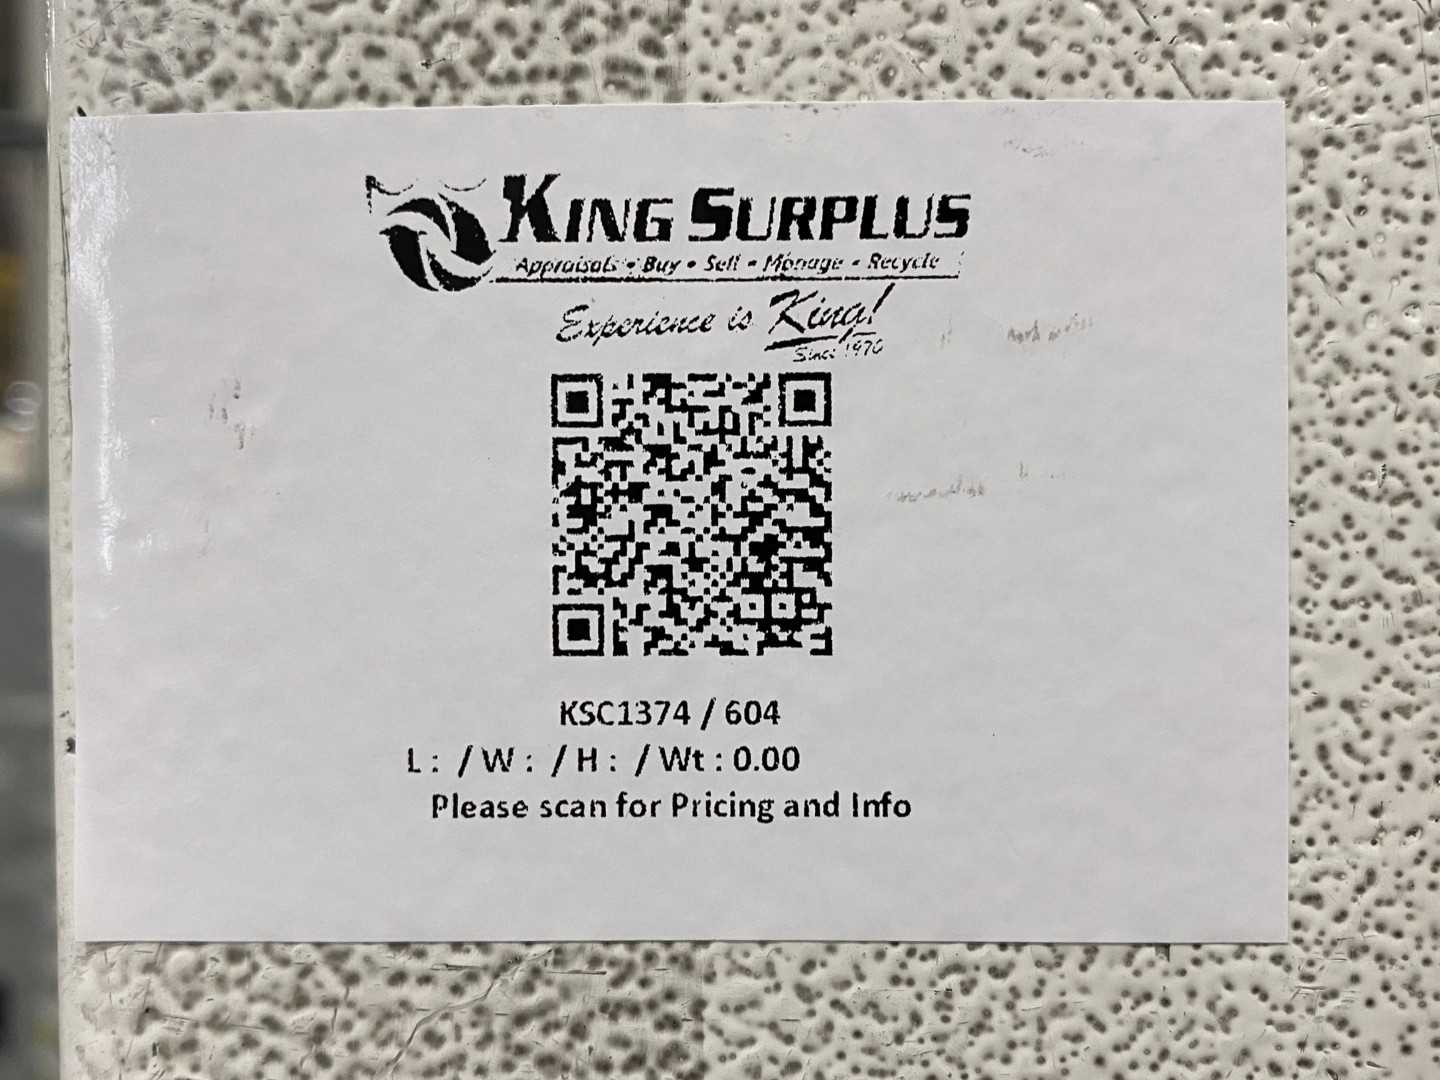 KING SURPLUS
Appraisals • Buy • Sell • Manage • Recycle
Experience is King!
Since 1970
KSC1374 / 604
L : / W : / H : / Wt : 0.00
Please scan for Pricing and Info